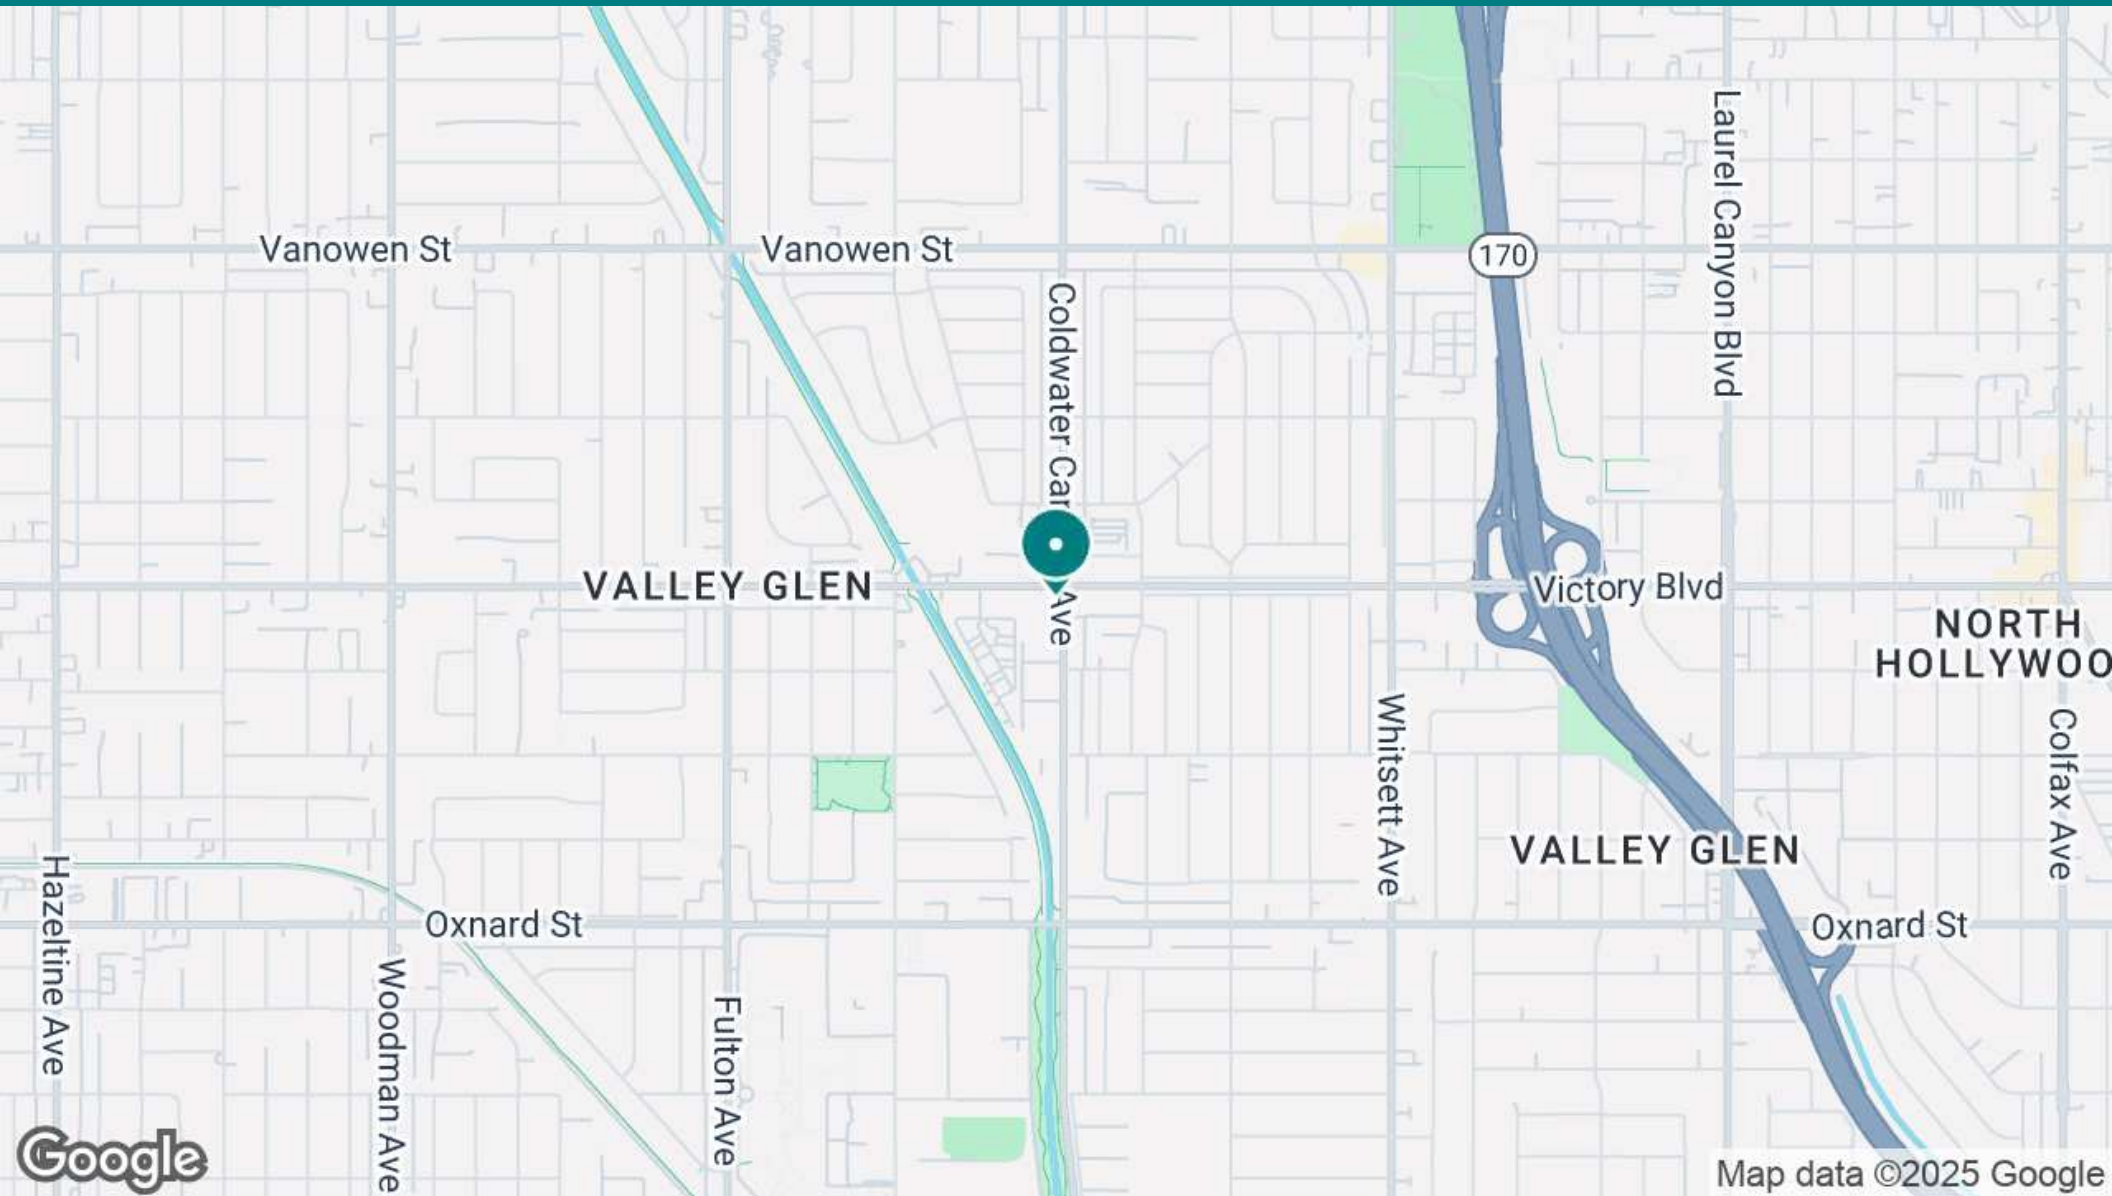 Vanowen St
Vanowen St
170
Laurel Canyon Blvd
Coldwater Can
Ave
VALLEY GLEN
Victory Blvd
NORTH
HOLLYWOO
Whitsett Ave
Colfax Ave
VALLEY GLEN
Hazeltine Ave
Oxnard St
Oxnard St
Woodman Ave
Fulton Ave
Google
Map data ©2025 Google